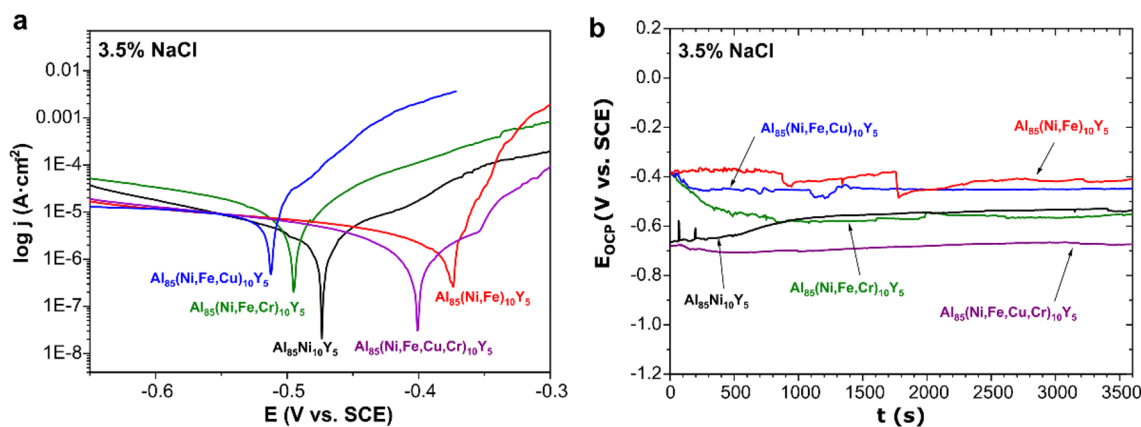 a
3.5% NaCl
log j (A·cm²)
0.01
0.001
1E-4
1E-5
1E-6
1E-7
1E-8
Al₈₅(Ni,Fe,Cu)₁₀Y₅
Al₈₅(Ni,Fe,Cr)₁₀Y₅
Al₈₅Ni₁₀Y₅
Al₈₅(Ni,Fe,Cu,Cr)₁₀Y₅
Al₈₅(Ni,Fe)₁₀Y₅
-0.6
-0.5
-0.4
-0.3
E (V vs. SCE)
b
3.5% NaCl
E_OCP (V vs. SCE)
0.0
-0.2
-0.4
-0.6
-0.8
-1.0
-1.2
Al₈₅(Ni,Fe,Cu)₁₀Y₅
Al₈₅(Ni,Fe)₁₀Y₅
Al₈₅Ni₁₀Y₅
Al₈₅(Ni,Fe,Cr)₁₀Y₅
Al₈₅(Ni,Fe,Cu,Cr)₁₀Y₅
0
500
1000
1500
2000
2500
3000
3500
t (s)